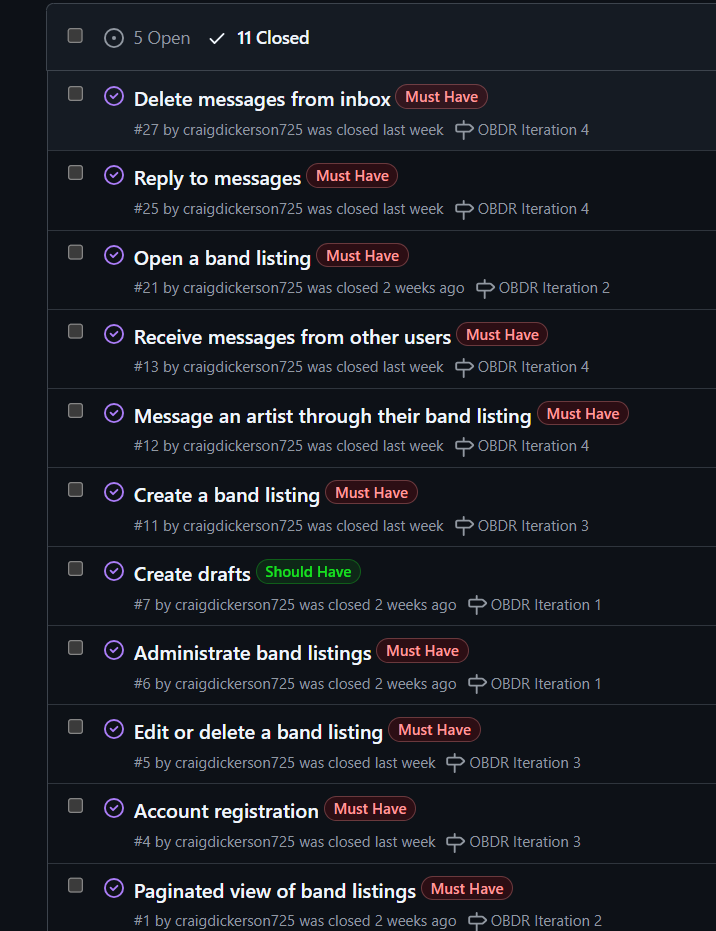 5 Open 11 Closed
Delete messages from inbox Must Have
#27 by craigdickerson725 was closed last week OBDR Iteration 4
Reply to messages Must Have
#25 by craigdickerson725 was closed last week OBDR Iteration 4
Open a band listing Must Have
#21 by craigdickerson725 was closed 2 weeks ago OBDR Iteration 2
Receive messages from other users Must Have
#13 by craigdickerson725 was closed last week OBDR Iteration 4
Message an artist through their band listing Must Have
#12 by craigdickerson725 was closed last week OBDR Iteration 4
Create a band listing Must Have
#11 by craigdickerson725 was closed last week OBDR Iteration 3
Create drafts Should Have
#7 by craigdickerson725 was closed 2 weeks ago OBDR Iteration 1
Administrate band listings Must Have
#6 by craigdickerson725 was closed 2 weeks ago OBDR Iteration 1
Edit or delete a band listing Must Have
#5 by craigdickerson725 was closed last week OBDR Iteration 3
Account registration Must Have
#4 by craigdickerson725 was closed last week OBDR Iteration 3
Paginated view of band listings Must Have
#1 by craigdickerson725 was closed 2 weeks ago OBDR Iteration 2